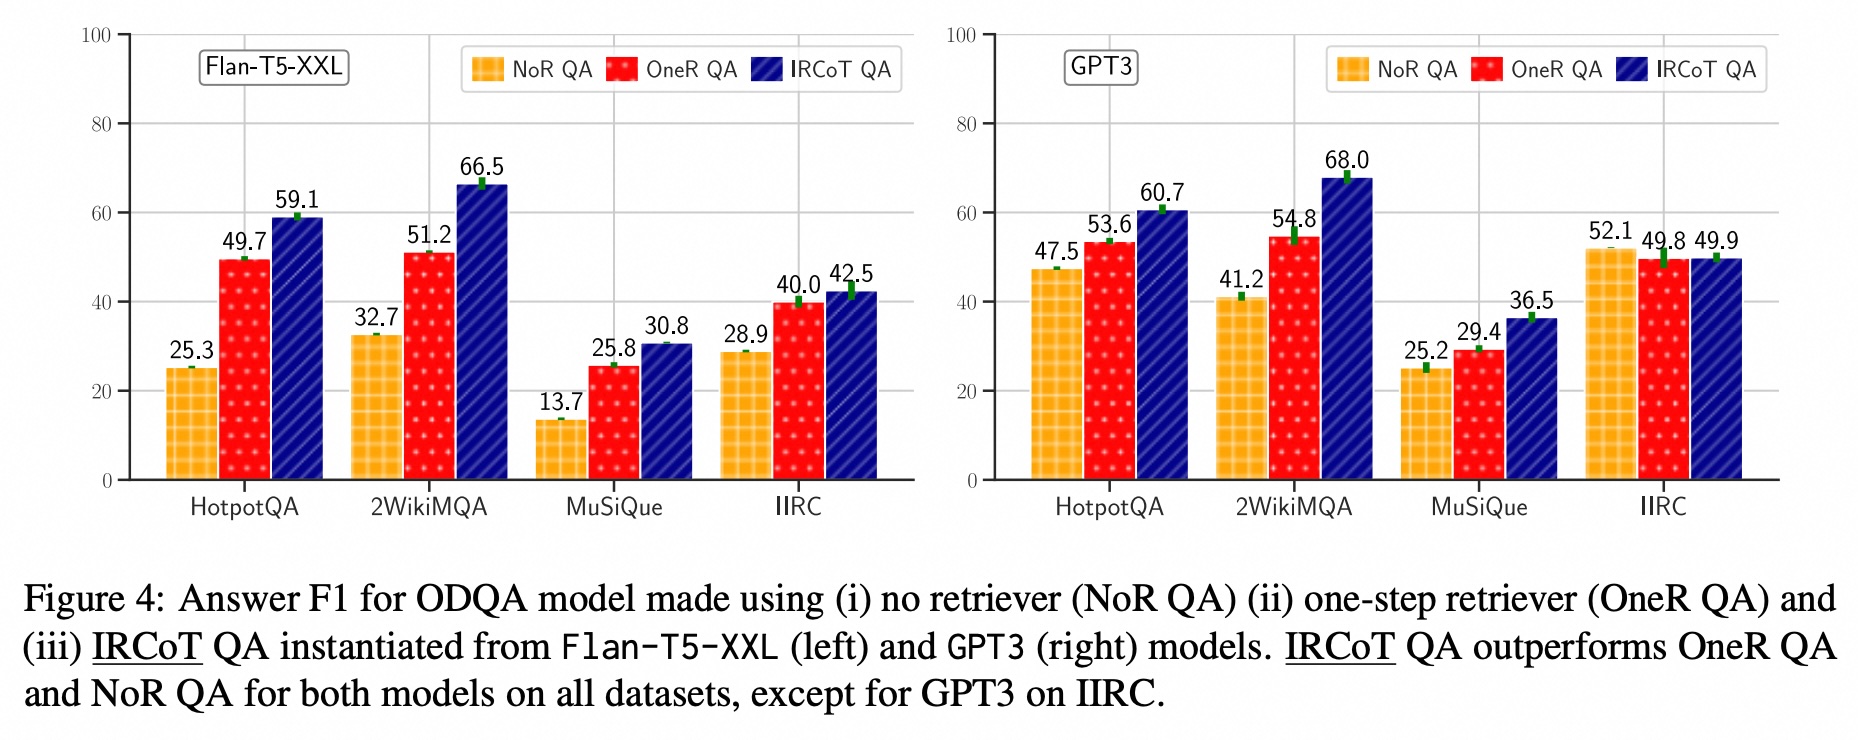 100
80
60
40
20
0
Flan-T5-XXL
NoR QA OneR QA IRCoT QA
25.3 49.7 59.1
32.7 51.2 66.5
13.7 25.8 30.8
28.9 40.0 42.5
HotpotQA 2WikiMQA MuSiQue IIRC
100
80
60
40
20
0
GPT3
NoR QA OneR QA IRCoT QA
47.5 53.6 60.7
41.2 54.8 68.0
25.2 29.4 36.5
52.1 49.8 49.9
HotpotQA 2WikiMQA MuSiQue IIRC
Figure 4: Answer F1 for ODQA model made using (i) no retriever (NoR QA) (ii) one-step retriever (OneR QA) and
(iii) IRCoT QA instantiated from Flan-T5-XXL (left) and GPT3 (right) models. IRCoT QA outperforms OneR QA
and NoR QA for both models on all datasets, except for GPT3 on IIRC.